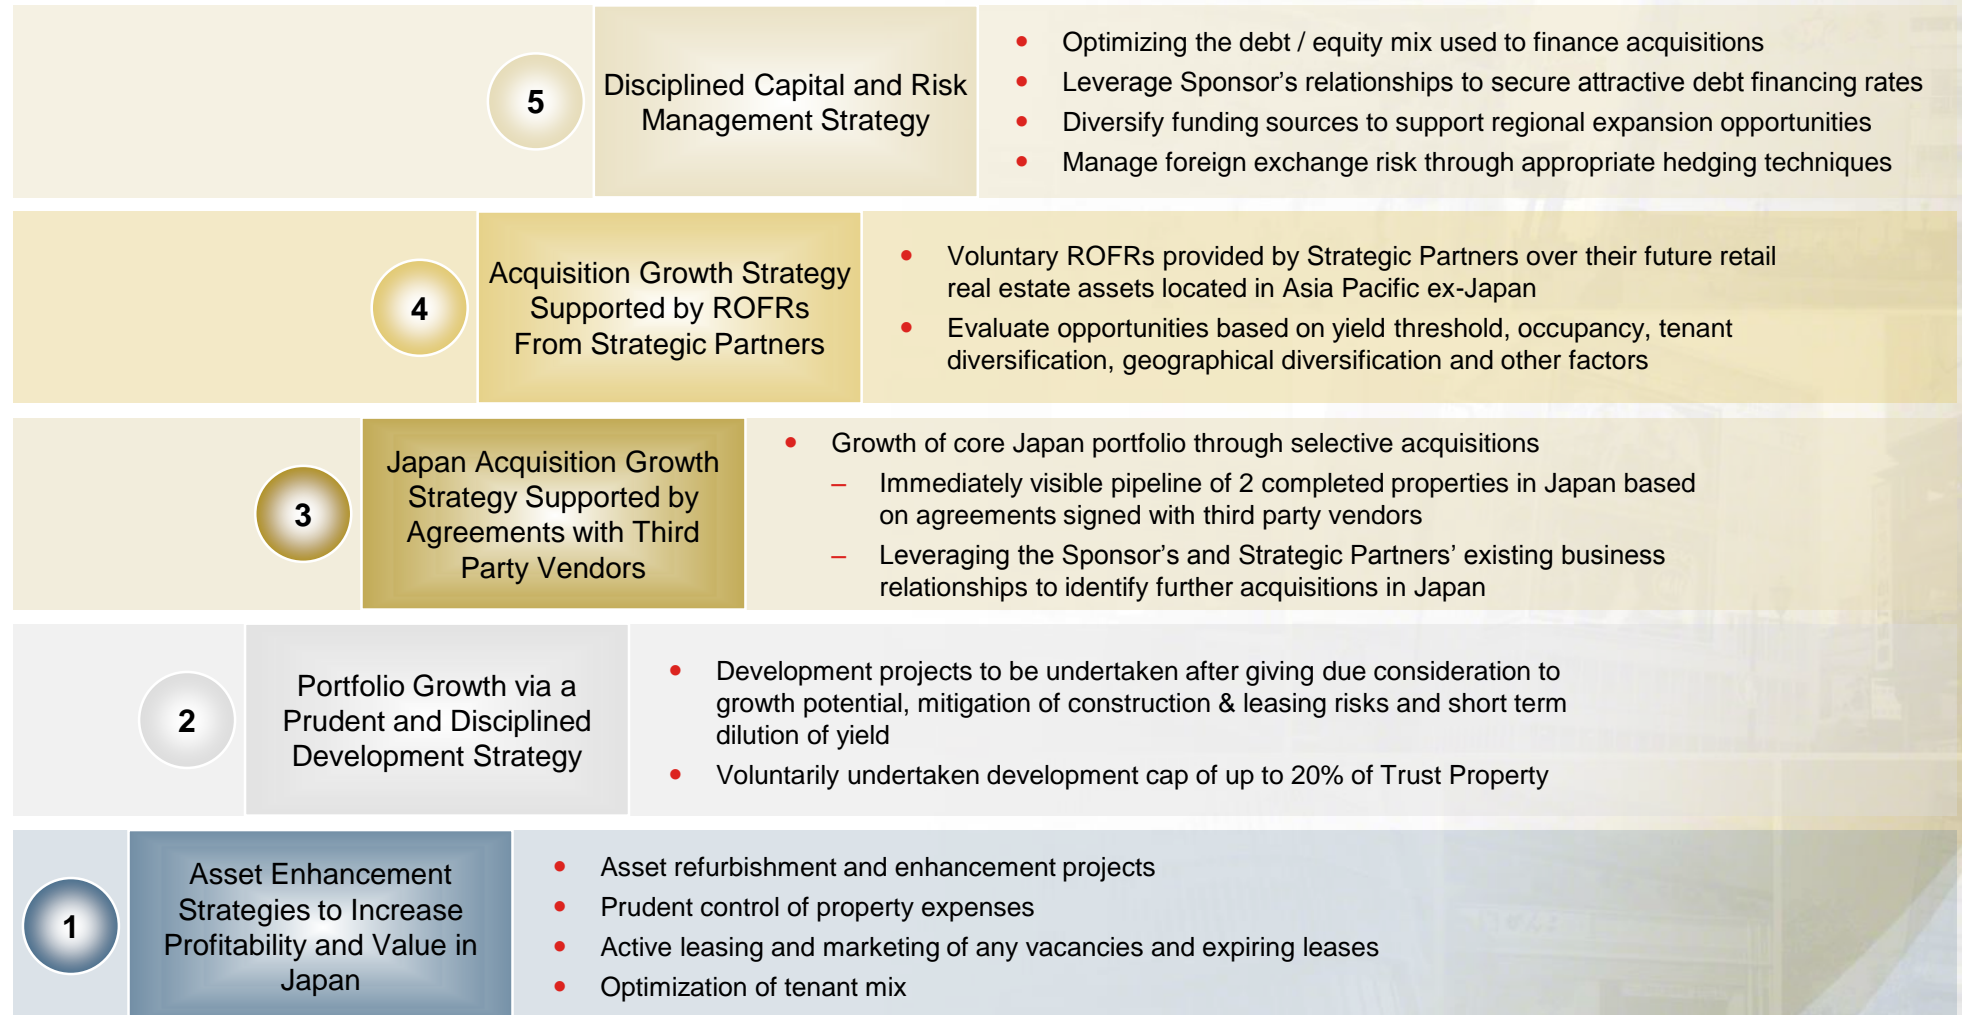 5
Disciplined Capital and Risk
Management Strategy
• Optimizing the debt / equity mix used to finance acquisitions
• Leverage Sponsor's relationships to secure attractive debt financing rates
• Diversify funding sources to support regional expansion opportunities
• Manage foreign exchange risk through appropriate hedging techniques
4
Acquisition Growth Strategy
Supported by ROFRs
From Strategic Partners
• Voluntary ROFRs provided by Strategic Partners over their future retail
real estate assets located in Asia Pacific ex-Japan
• Evaluate opportunities based on yield threshold, occupancy, tenant
diversification, geographical diversification and other factors
3
Japan Acquisition Growth
Strategy Supported by
Agreements with Third
Party Vendors
• Growth of core Japan portfolio through selective acquisitions
– Immediately visible pipeline of 2 completed properties in Japan based
on agreements signed with third party vendors
– Leveraging the Sponsor's and Strategic Partners' existing business
relationships to identify further acquisitions in Japan
2
Portfolio Growth via a
Prudent and Disciplined
Development Strategy
• Development projects to be undertaken after giving due consideration to
growth potential, mitigation of construction & leasing risks and short term
dilution of yield
• Voluntarily undertaken development cap of up to 20% of Trust Property
1
Asset Enhancement
Strategies to Increase
Profitability and Value in
Japan
• Asset refurbishment and enhancement projects
• Prudent control of property expenses
• Active leasing and marketing of any vacancies and expiring leases
• Optimization of tenant mix